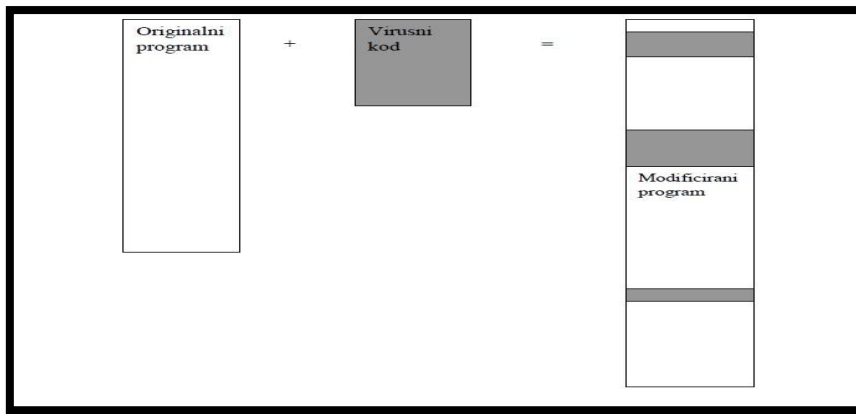 Originalni
program
+
Virusni
kod
=
Modificirani
program